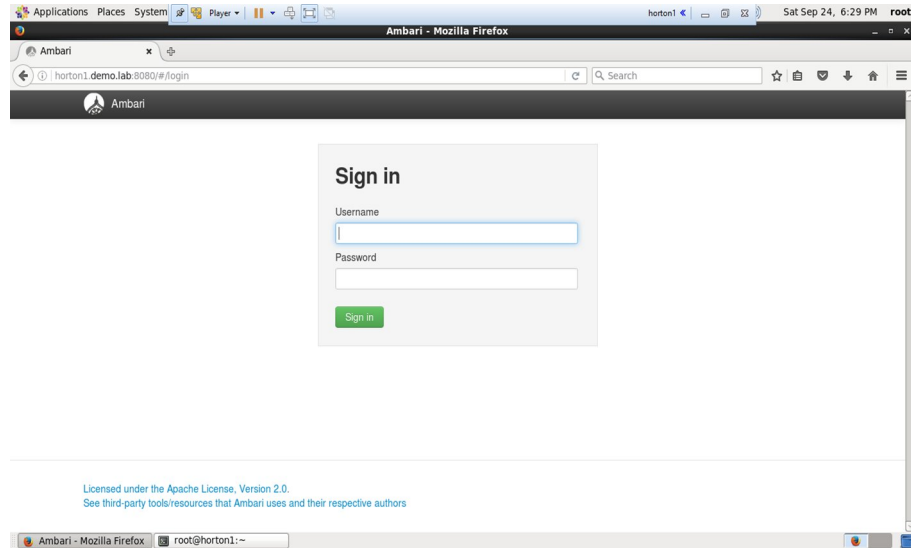 Applications Places System Player horton1 Sat Sep 24, 6:29 PM root
Ambari - Mozilla Firefox
Ambari
horton1.demo.lab:8080/#/login Search
Ambari
Sign in
Username
Password
Sign in
Licensed under the Apache License, Version 2.0.
See third-party tools/resources that Ambari uses and their respective authors
Ambari - Mozilla Firefox root@horton1:~